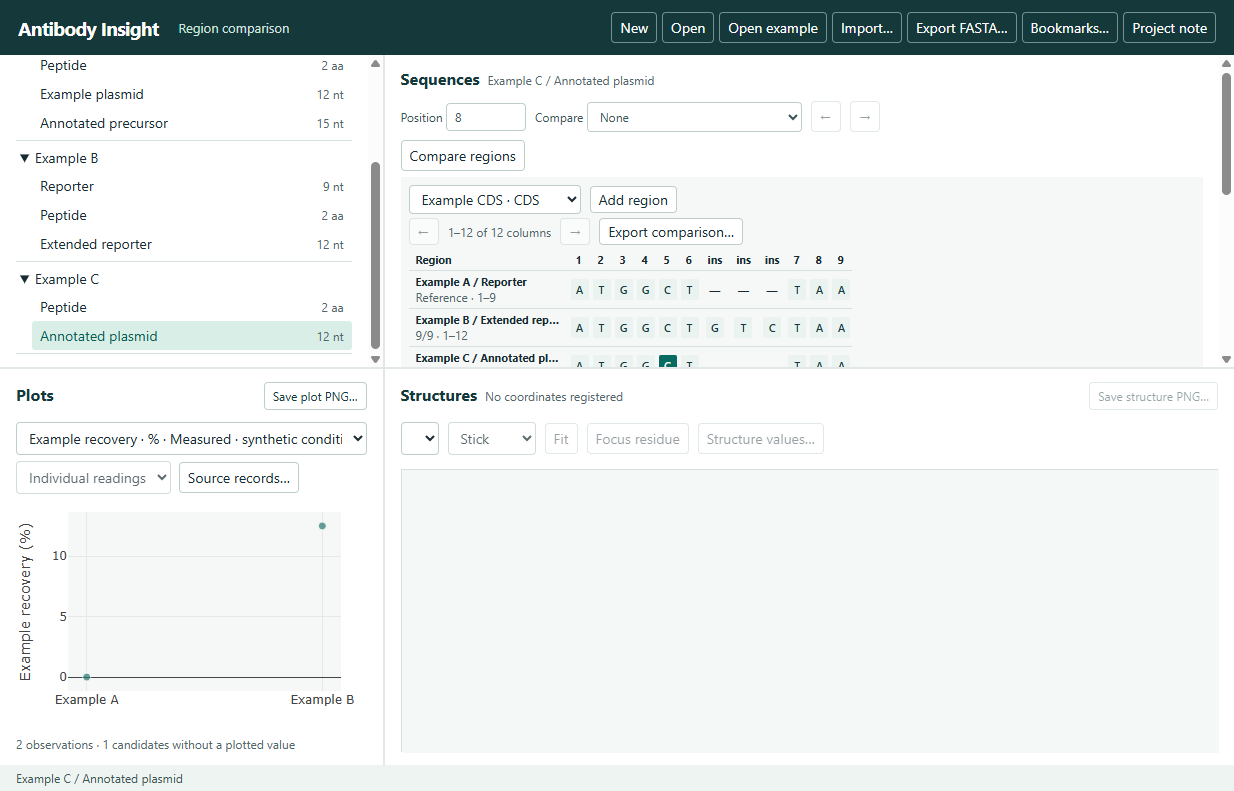 Antibody Insight Region comparison New Open Open example Import... Export FASTA... Bookmarks... Project note
Peptide 2 aa
Example plasmid 12 nt
Annotated precursor 15 nt
▼ Example B
Reporter 9 nt
Peptide 2 aa
Extended reporter 12 nt
▼ Example C
Peptide 2 aa
Annotated plasmid 12 nt
Sequences Example C / Annotated plasmid
Position 8 Compare None ← →
Compare regions
Example CDS · CDS Add region
← 1–12 of 12 columns → Export comparison...
Region 1 2 3 4 5 6 ins ins ins 7 8 9
Example A / Reporter
Reference · 1–9
A T G G C T — — — T A A
Example B / Extended rep...
9/9 · 1–12
A T G G C T G T C T A A
Example C / Annotated pl...
A T G G C T T A A
Plots Save plot PNG...
Example recovery · % · Measured · synthetic conditi
Individual readings Source records...
Example recovery (%)
10
5
0
Example A Example B
2 observations · 1 candidates without a plotted value
Structures No coordinates registered Save structure PNG...
Stick Fit Focus residue Structure values...
Example C / Annotated plasmid